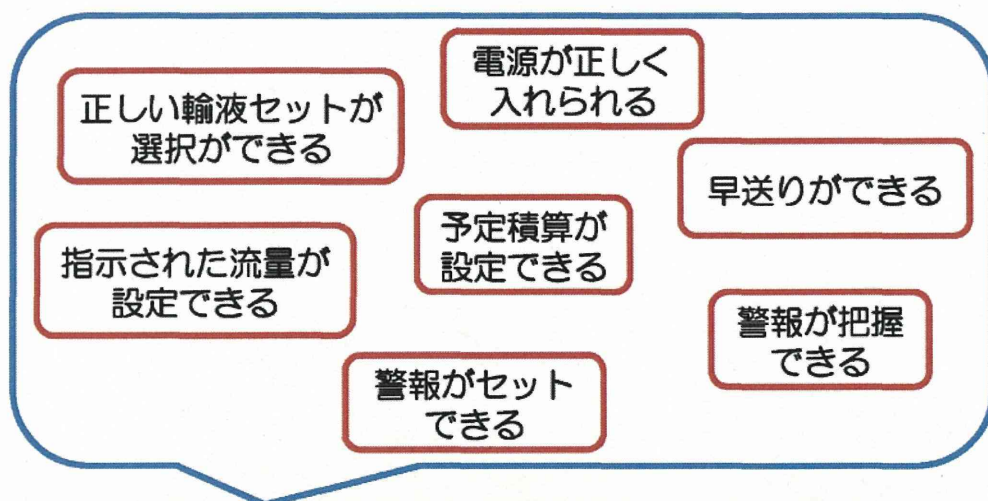 電源が正しく
入れられる
正しい輸液セットが
選択ができる
早送りができる
予定積算が
設定できる
指示された流量が
設定できる
警報が把握
できる
警報がセット
できる